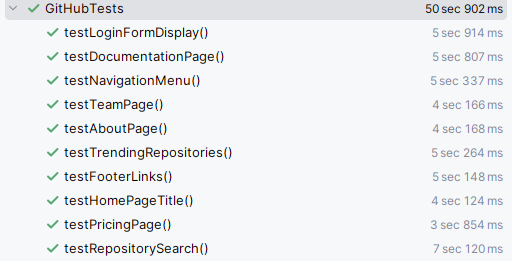 GitHubTests 50 sec 902 ms
testLoginFormDisplay() 5 sec 914 ms
testDocumentationPage() 5 sec 807 ms
testNavigationMenu() 5 sec 337 ms
testTeamPage() 4 sec 166 ms
testAboutPage() 4 sec 168 ms
testTrendingRepositories() 5 sec 264 ms
testFooterLinks() 5 sec 148 ms
testHomePageTitle() 4 sec 124 ms
testPricingPage() 3 sec 854 ms
testRepositorySearch() 7 sec 120 ms